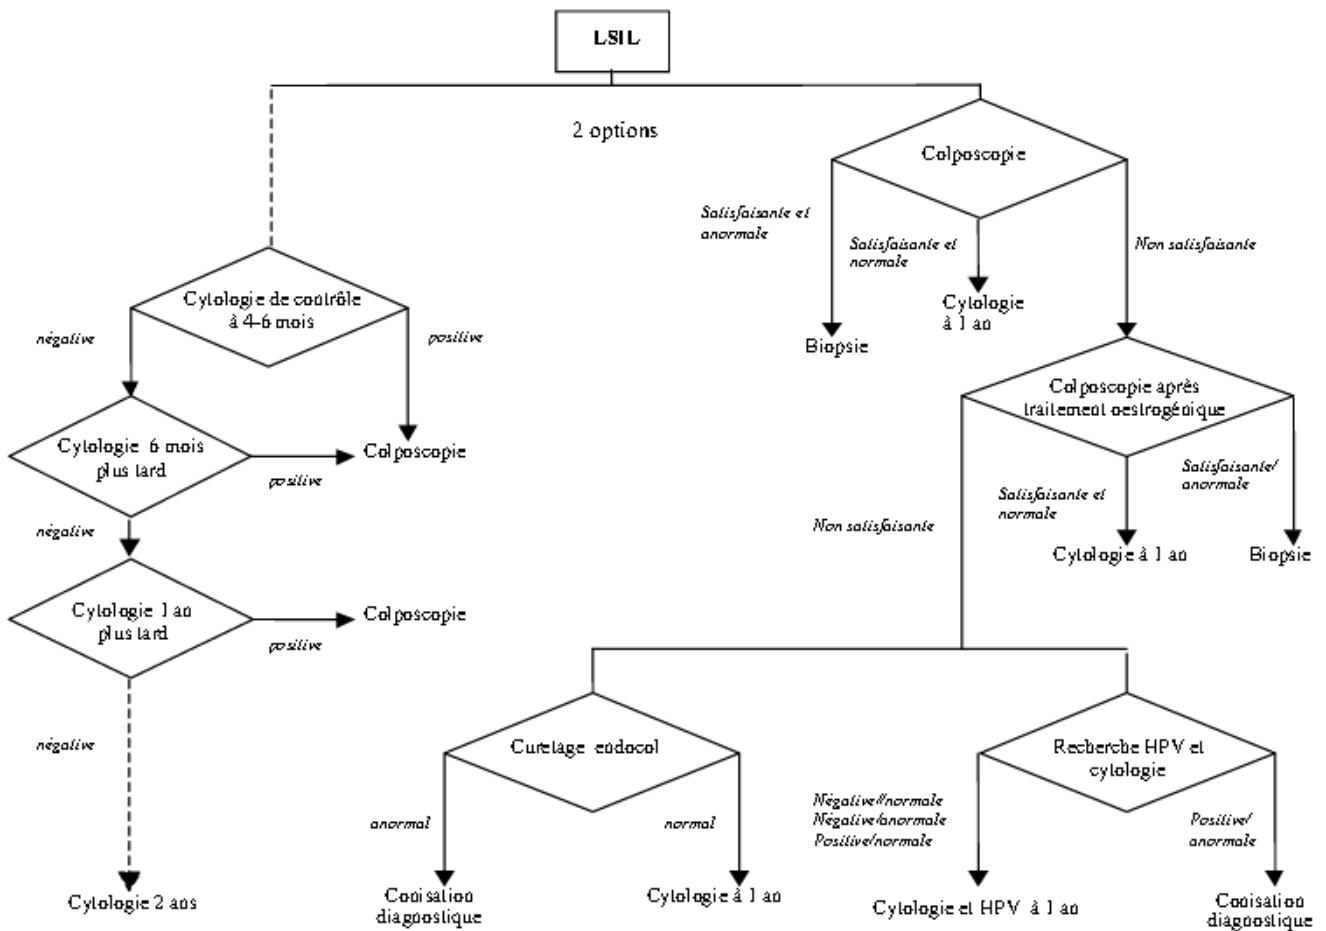 LSIL
2 options
Colposcopie
Satisfaisante et
anormale
Satisfaisante et
normale
Non satisfaisante
Cytologie
à 1 an
Biopsie
Cytologie de contrôle
à 4-6 mois
négative
positive
Cytologie 6 mois
plus tard
Colposcopie
positive
négative
Cytologie 1 an
plus tard
Colposcopie
positive
négative
Cytologie 2 ans
Colposcopie après
traitement oestrogénique
Non satisfaisante
Satisfaisante et
normale
Satisfaisante/
anormale
Cytologie à 1 an
Biopsie
Curetage endocol
anormal
normal
Conisation
diagnostique
Cytologie à 1 an
Recherche HPV et
cytologie
Négative//normale
Négative/anormale
Positive/normale
Positive/
anormale
Cytologie et HPV à 1 an
Conisation
diagnostique